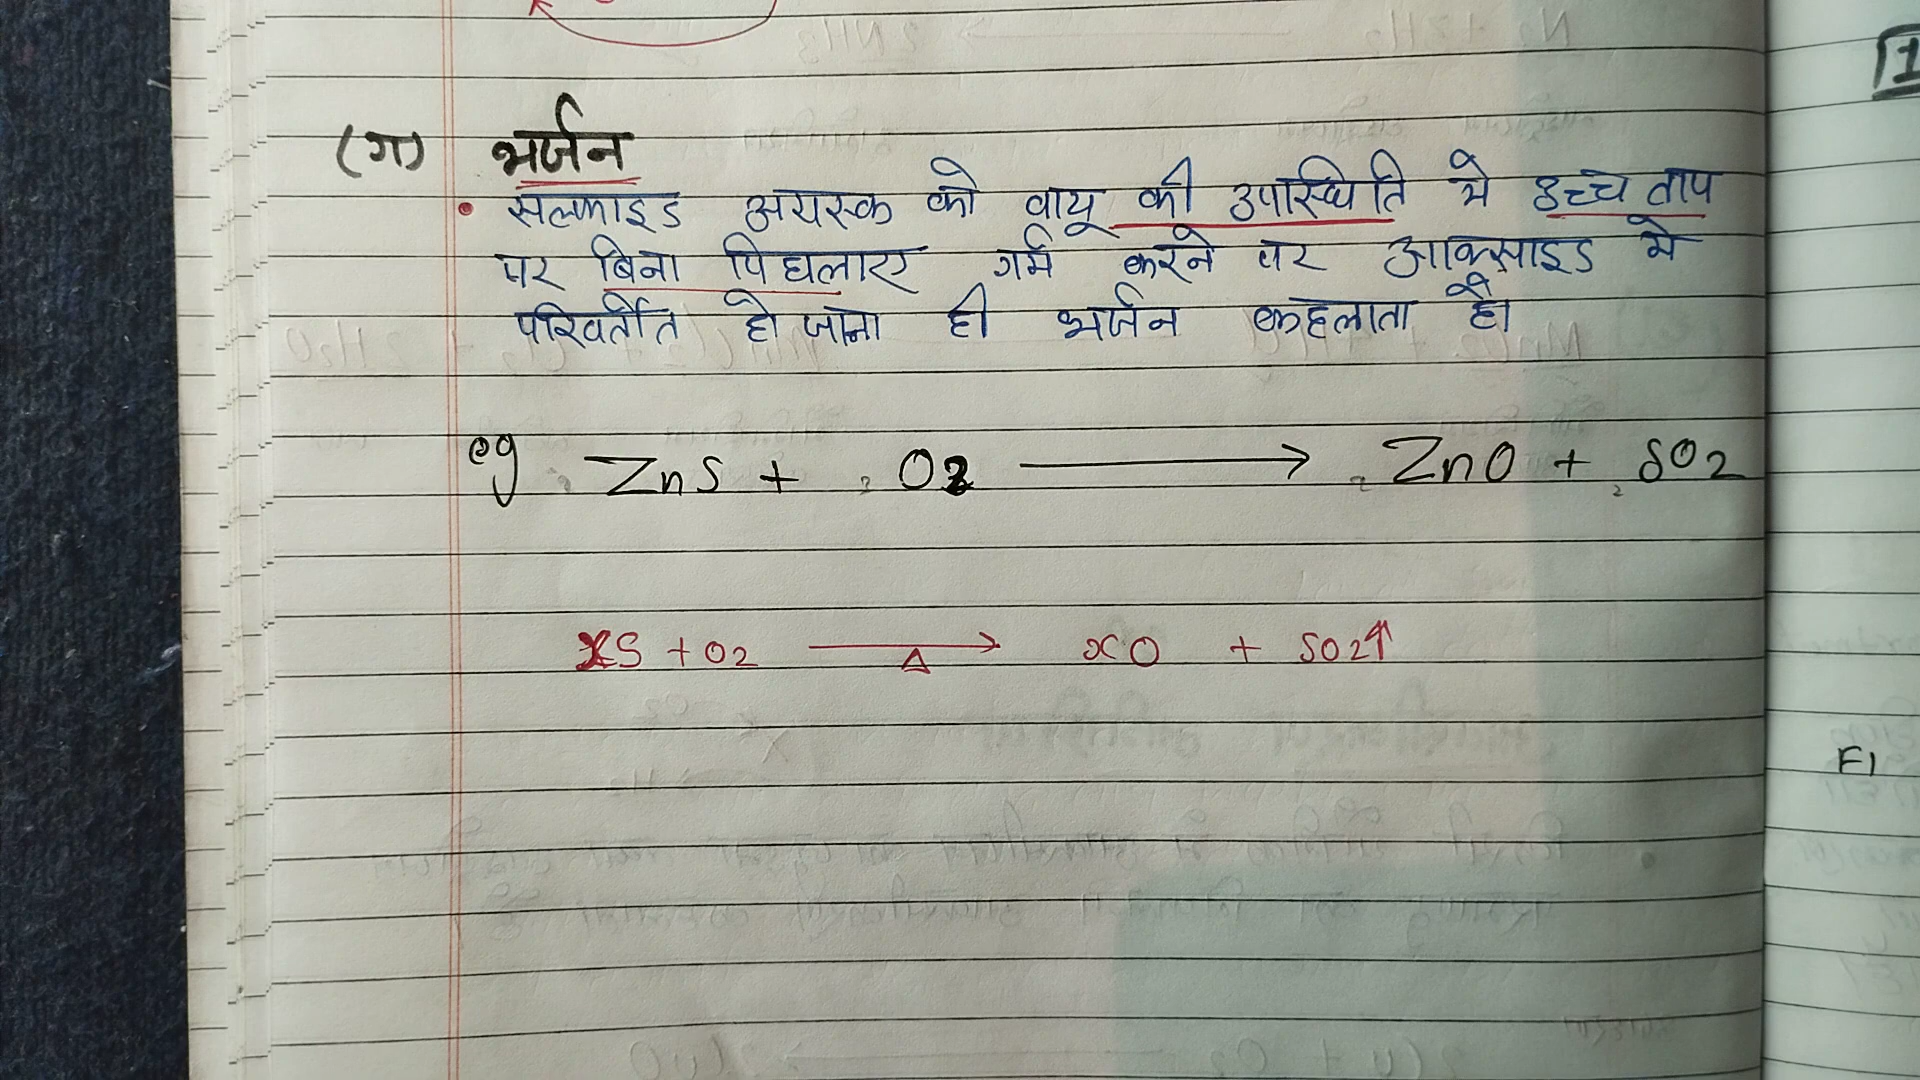 (ग) भर्जन
• सल्फाइड अयस्क को वायू की उपस्थिति मे उच्च ताप
पर बिना पिघलाए गर्म करने पर आक्साइड मे
परिवर्तीत हो जाना ही भर्जन कहलाता है।
eg ZnS + O2 ⟶ ZnO + SO2
xS + O2 ⟶ Δ xO + SO2↑
1
F1